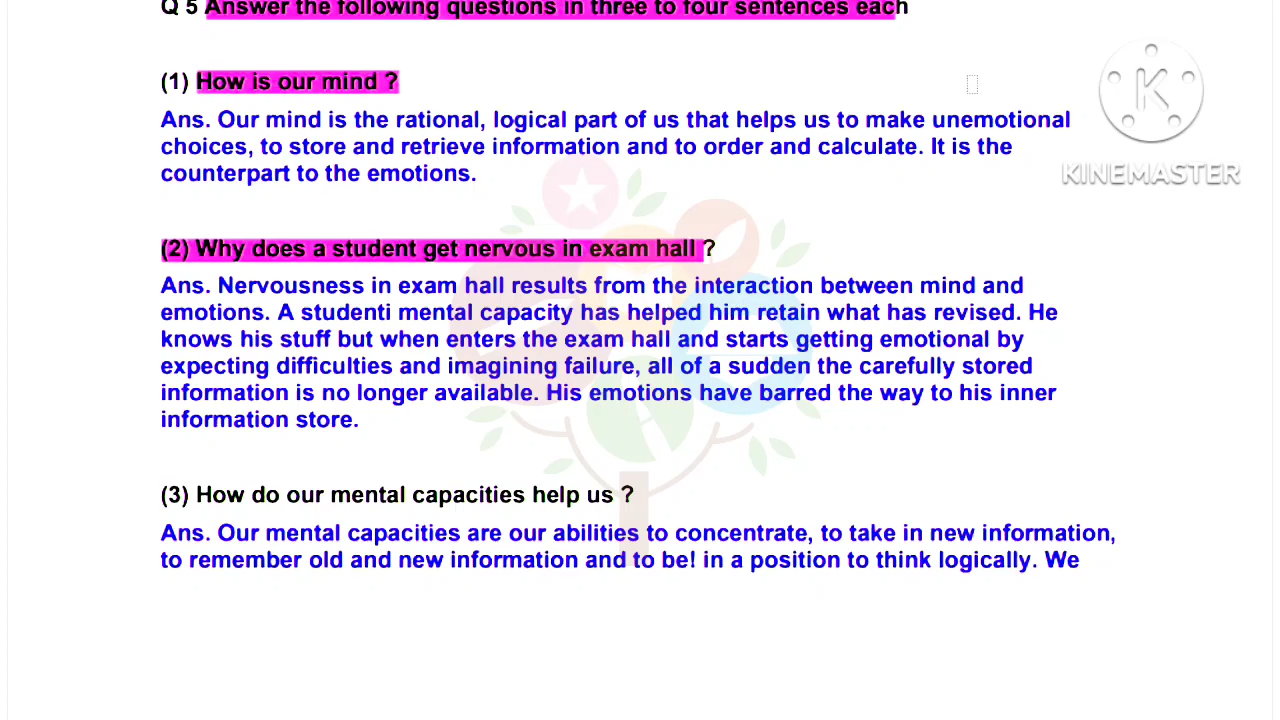 Q 5 Answer the following questions in three to four sentences each
(1) How is our mind ?
Ans. Our mind is the rational, logical part of us that helps us to make unemotional
choices, to store and retrieve information and to order and calculate. It is the
counterpart to the emotions.
K
KINEMASTER
(2) Why does a student get nervous in exam hall ?
Ans. Nervousness in exam hall results from the interaction between mind and
emotions. A studenti mental capacity has helped him retain what has revised. He
knows his stuff but when enters the exam hall and starts getting emotional by
expecting difficulties and imagining failure, all of a sudden the carefully stored
information is no longer available. His emotions have barred the way to his inner
information store.
(3) How do our mental capacities help us ?
Ans. Our mental capacities are our abilities to concentrate, to take in new information,
to remember old and new information and to be! in a position to think logically. We